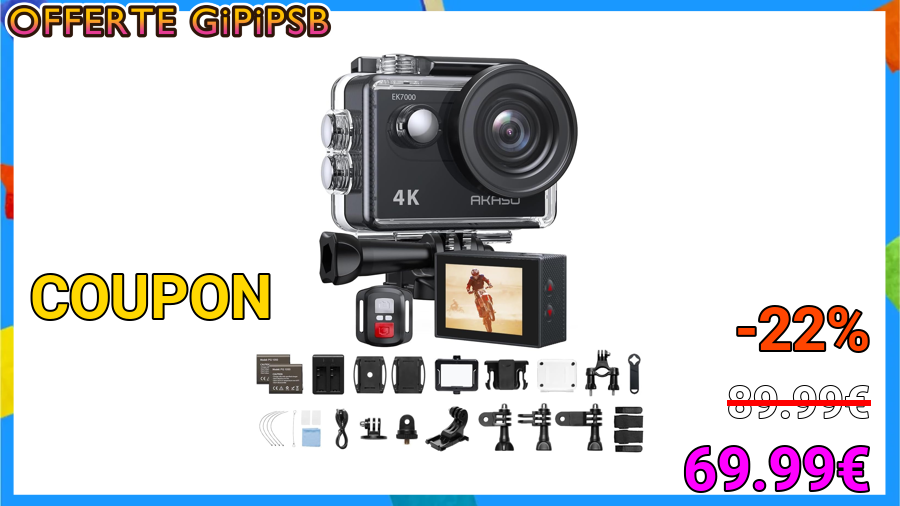 OFFERTE GiPiPSB
EK7000
4K
AKASO
COUPON
-22%
89.99€
69.99€